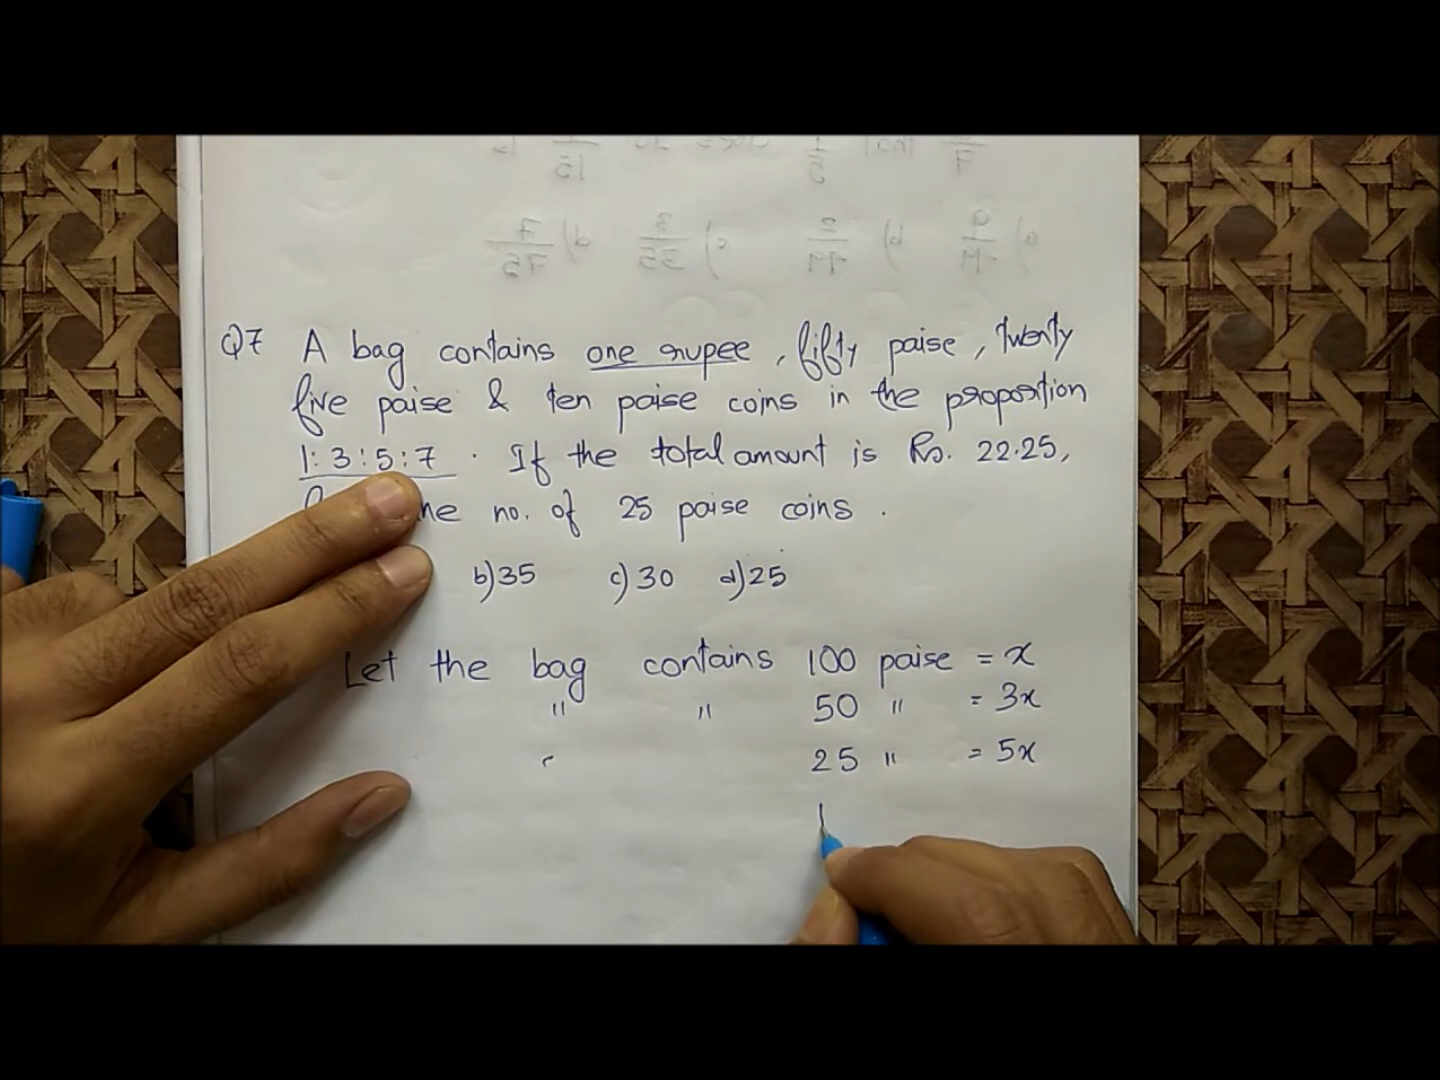 Q7 A bag contains one rupee, fifty paise, twenty
five paise & ten paise coins in the proportion
1:3:5:7. If the total amount is Rs. 22.25,
no. of 25 paise coins.
b)35 c)30 d)25
Let the bag contains 100 paise = x
" " 50 " = 3x
25 " = 5x
1